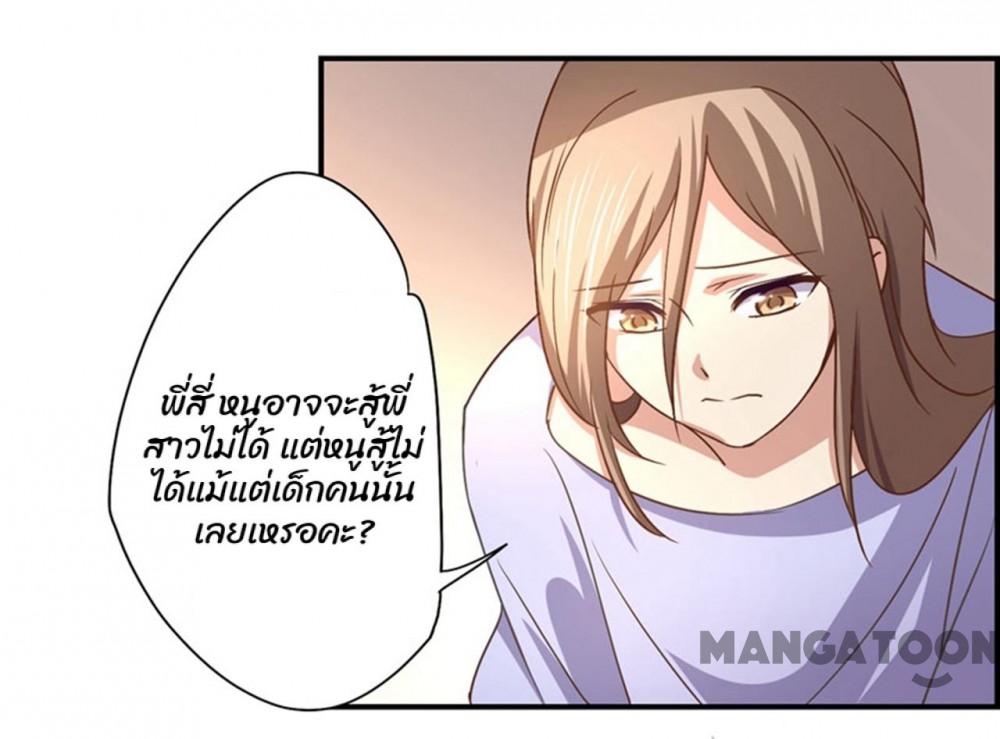 พี่สี่ หนูอาจจะสู้พี่
สาวไม่ได้ แต่หนูสู้ไม่
ได้แม้แต่เด็กคนนั้น
เลยเหรอคะ?
MANGATOON